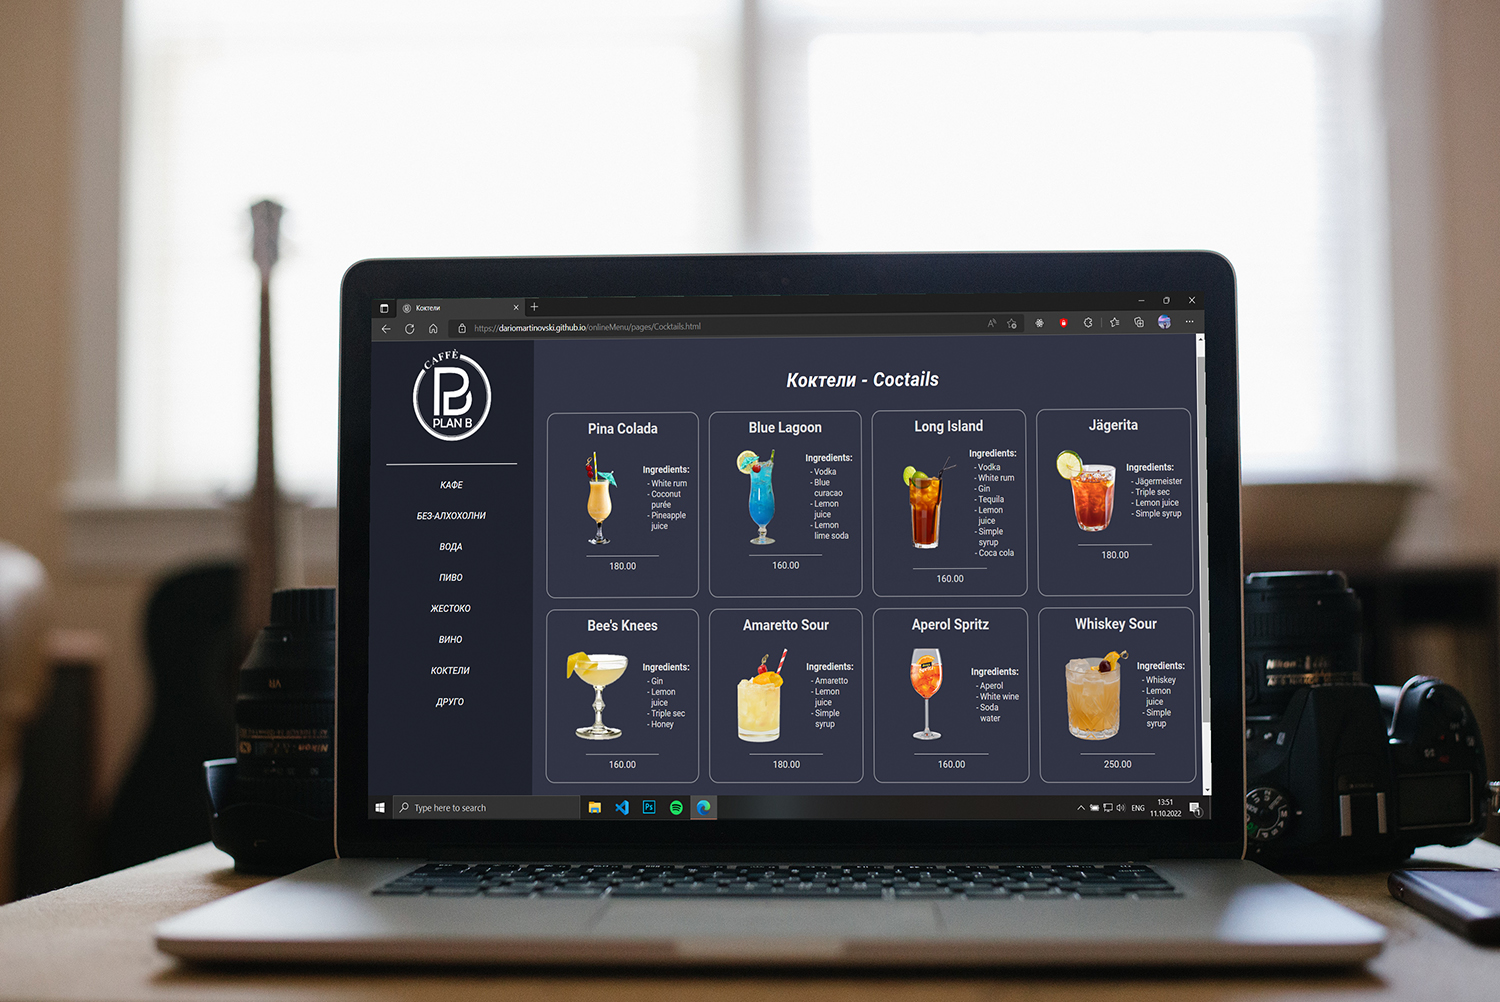 Коктели
https://dariomartinovski.github.io/onlineMenu/pages/Cocktails.html
CAFFÈ
PLAN B
КАФЕ
БЕЗ-АЛХОХОЛНИ
ВОДА
ПИВО
ЖЕСТОКО
ВИНО
КОКТЕЛИ
ДРУГО
Коктели - Coctails
Pina Colada
Ingredients:
- White rum
- Coconut
purée
- Pineapple
juice
180.00
Blue Lagoon
Ingredients:
- Vodka
- Blue
curacao
- Lemon
juice
- Lemon
lime soda
160.00
Long Island
Ingredients:
- Vodka
- White rum
- Gin
- Tequila
- Lemon
juice
- Simple
syrup
- Coca cola
160.00
Jägerita
Ingredients:
- Jägermeister
- Triple sec
- Lemon juice
- Simple syrup
180.00
Bee's Knees
Ingredients:
- Gin
- Lemon
juice
- Triple sec
- Honey
160.00
Amaretto Sour
Ingredients:
- Amaretto
- Lemon
juice
- Simple
syrup
180.00
Aperol Spritz
Ingredients:
- Aperol
- White wine
- Soda
water
160.00
Whiskey Sour
Ingredients:
- Whiskey
- Lemon
juice
- Simple
syrup
250.00
Type here to search
Ps
ENG
13:51
11.10.2022
1
Nikon
Nikon